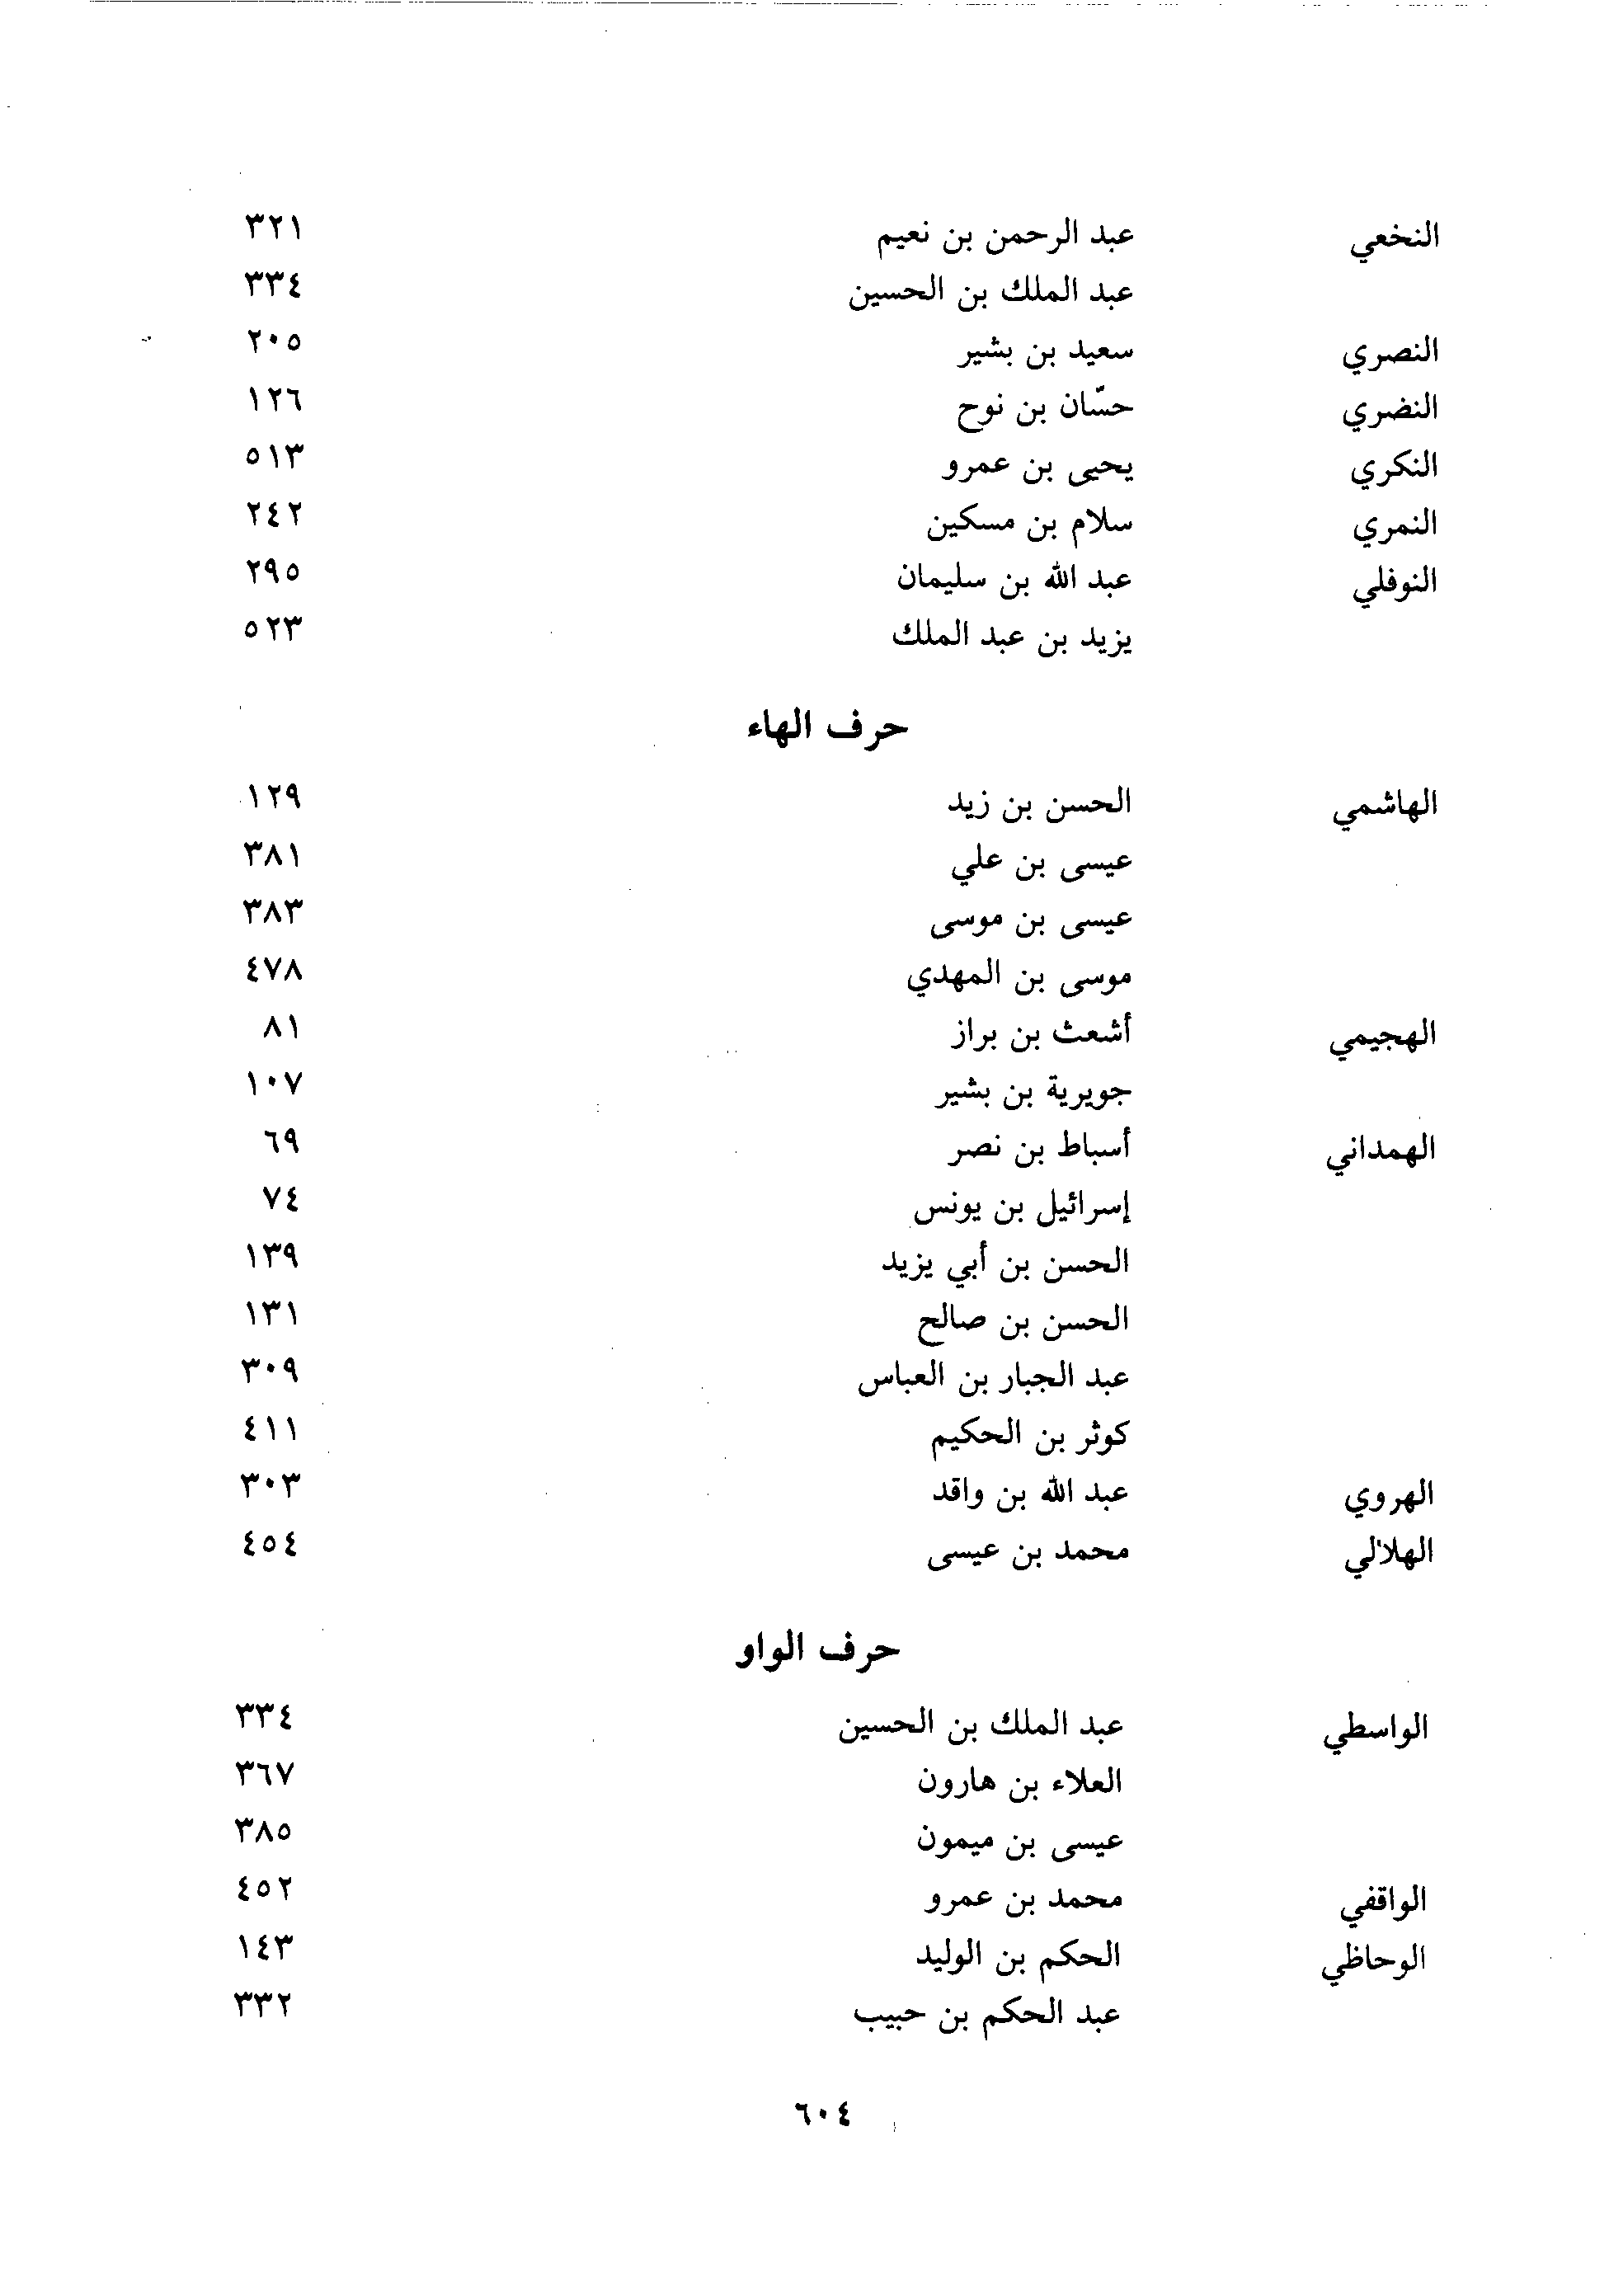 النخعي عبد الرحمن بن نعيم ٣٢١
عبد الملك بن الحسين ٣٣٤
النصري سعيد بن بشير ٢٠٥
النضري حسّان بن نوح ١٢٦
النكري يحيى بن عمرو ٥١٣
النمري سلام بن مسكين ٢٤٢
النوفلي عبد الله بن سليمان ٢٩٥
يزيد بن عبد الملك ٥٢٣
حرف الهاء
الهاشمي الحسن بن زيد ١٢٩
عيسى بن علي ٣٨١
عيسى بن موسى ٣٨٣
موسى بن المهدي ٤٧٨
الهجيمي أشعث بن براز ٨١
جويرية بن بشير ١٠٧
الهمداني أسباط بن نصر ٦٩
إسرائيل بن يونس ٧٤
الحسن بن أبي يزيد ١٣٩
الحسن بن صالح ١٣١
عبد الجبار بن العباس ٣٠٩
كوثر بن الحكيم ٤١١
الهروي عبد الله بن واقد ٣٠٣
الهلالي محمد بن عيسى ٤٥٤
حرف الواو
الواسطي عبد الملك بن الحسين ٣٣٤
العلاء بن هارون ٣٦٧
عيسى بن ميمون ٣٨٥
الواقفي محمد بن عمرو ٤٥٢
الوحاظي الحكم بن الوليد ١٤٣
عبد الحكم بن حبيب ٣٣٢
٦٠٤